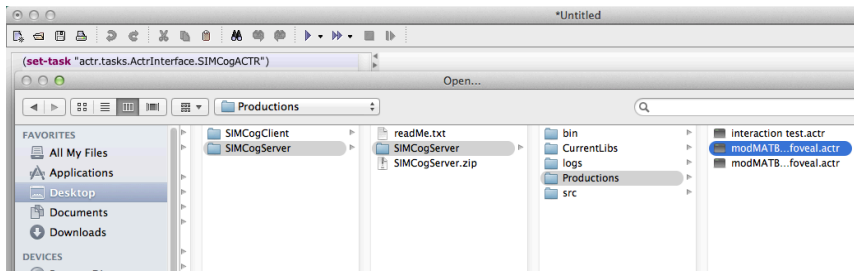 *Untitled
(set-task "actr.tasks.ActrInterface.SIMCogACTR")
Open...
Productions
FAVORITES
All My Files
Applications
Desktop
Documents
Downloads
DEVICES
SIMCogClient
SIMCogServer
readMe.txt
SIMCogServer
SIMCogServer.zip
bin
CurrentLibs
logs
Productions
src
interaction test.actr
modMATB...foveal.actr
modMATB...foveal.actr